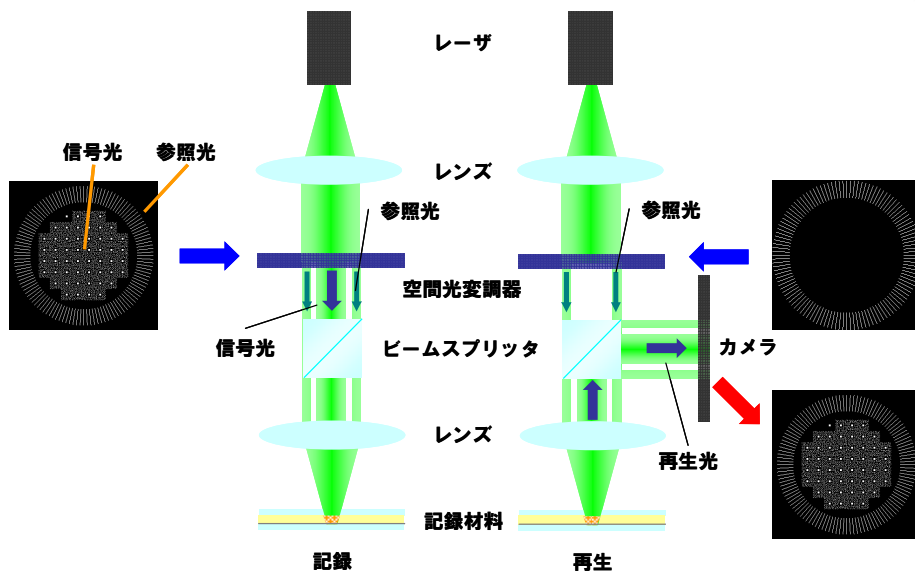 レーザ
信号光
参照光
レンズ
参照光
参照光
空間光変調器
信号光
ビームスプリッタ
カメラ
レンズ
再生光
記録材料
記録
再生